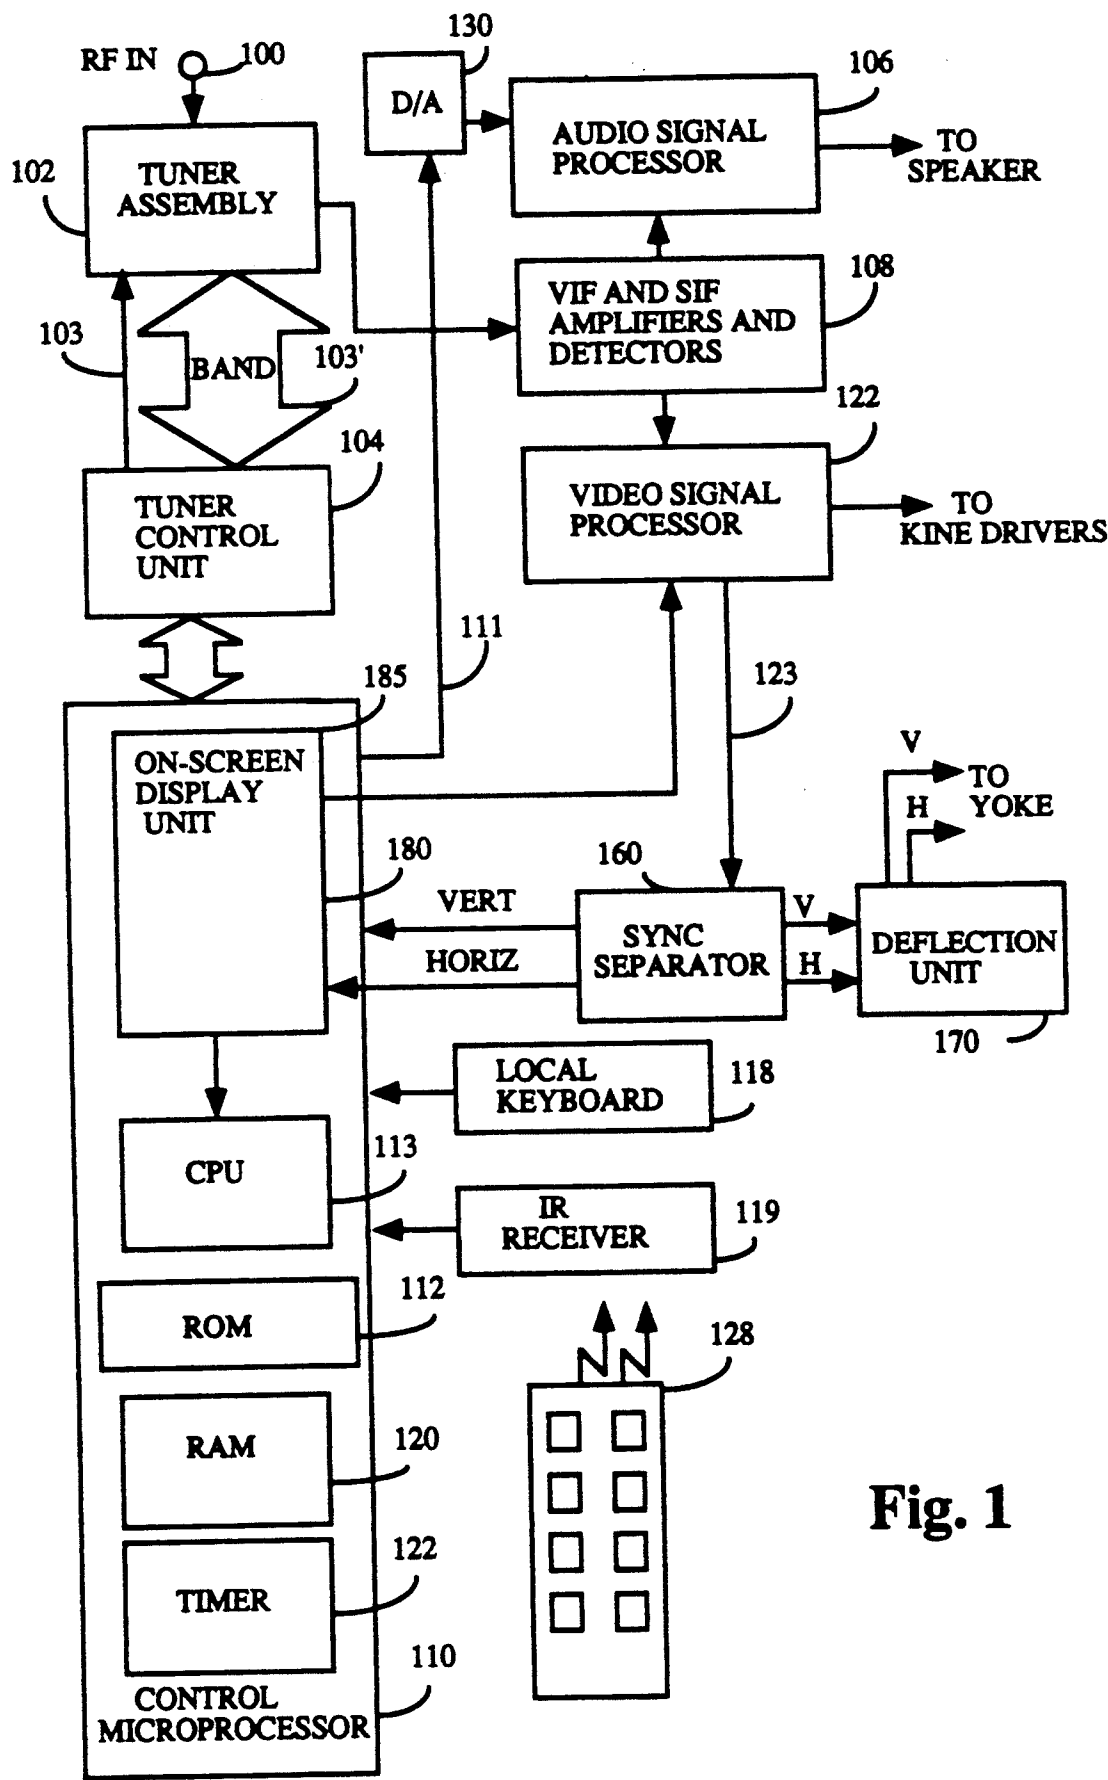 130
RF IN
100
D/A
106
AUDIO SIGNAL
PROCESSOR
TO
SPEAKER
102
TUNER
ASSEMBLY
108
VIF AND SIF
AMPLIFIERS AND
DETECTORS
103
BAND
103'
122
104
VIDEO SIGNAL
PROCESSOR
TO
KINE DRIVERS
TUNER
CONTROL
UNIT
111
123
185
ON-SCREEN
DISPLAY
UNIT
V
TO
YOKE
H
180
160
VERT
HORIZ
SYNC
SEPARATOR
V
H
DEFLECTION
UNIT
170
LOCAL
KEYBOARD
118
CPU
113
IR
RECEIVER
119
ROM
112
128
RAM
120
Fig. 1
TIMER
122
110
CONTROL
MICROPROCESSOR